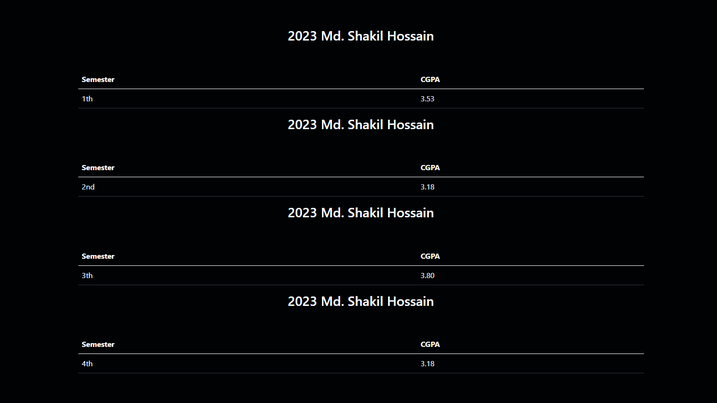 2023 Md. Shakil Hossain
Semester CGPA
1th 3.53
2023 Md. Shakil Hossain
Semester CGPA
2nd 3.18
2023 Md. Shakil Hossain
Semester CGPA
3th 3.80
2023 Md. Shakil Hossain
Semester CGPA
4th 3.18